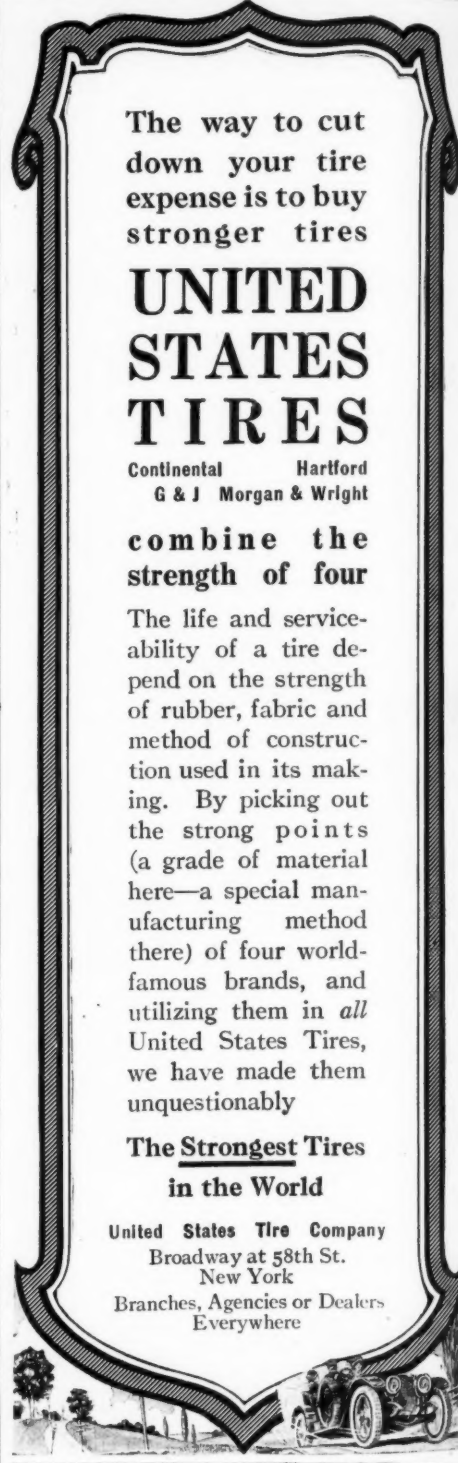 The way to cut
down your tire
expense is to buy
stronger tires
UNITED
STATES
TIRES
Continental Hartford
G & J Morgan & Wright
combine the
strength of four
The life and service-
ability of a tire de-
pend on the strength
of rubber, fabric and
method of construc-
tion used in its mak-
ing. By picking out
the strong points
(a grade of material
here—a special man-
ufacturing method
there) of four world-
famous brands, and
utilizing them in all
United States Tires,
we have made them
unquestionably
The Strongest Tires
in the World
United States Tire Company
Broadway at 58th St.
New York
Branches, Agencies or Dealers
Everywhere